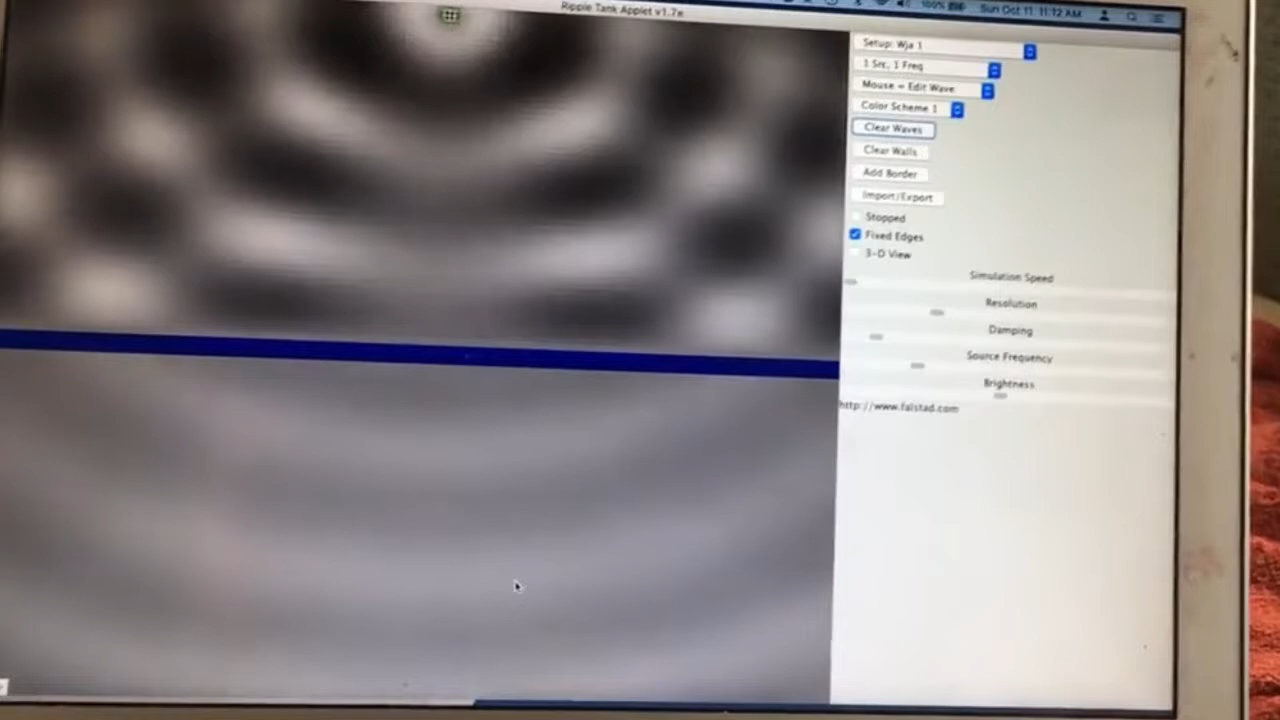 Ripple Tank Applet v1.7e
100%
Sun Oct 11 11:12 AM
Setup: Wja 1
1 Src, 1 Freq
Mouse = Edit Wave
Color Scheme 1
Clear Waves
Clear Walls
Add Border
Import/Export
Stopped
Fixed Edges
3-D View
Simulation Speed
Resolution
Damping
Source Frequency
Brightness
http://www.falstad.com